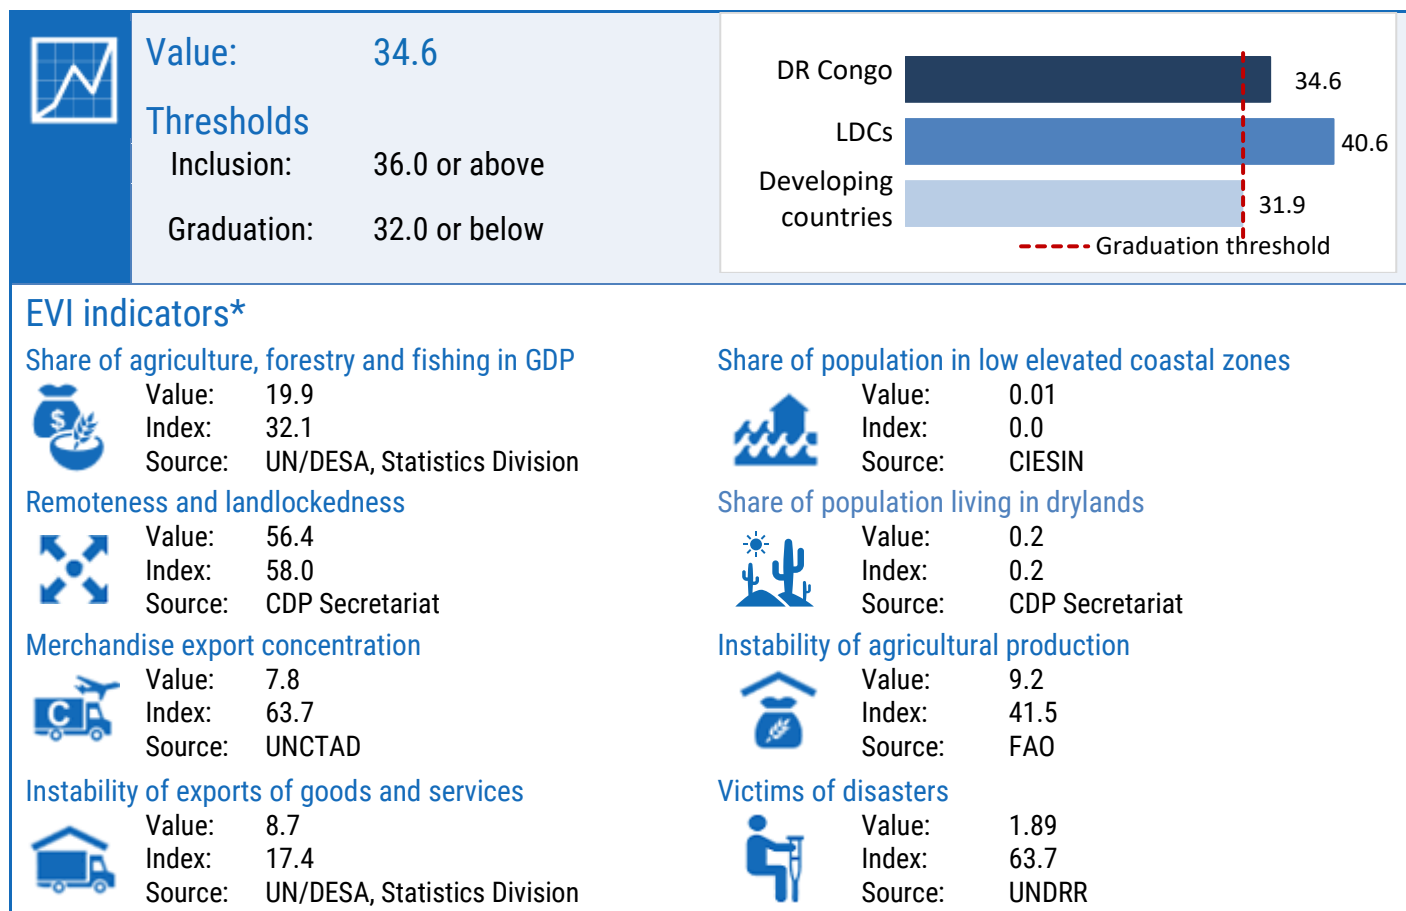 Value: 34.6
Thresholds
Inclusion: 36.0 or above
Graduation: 32.0 or below
DR Congo 34.6
LDCs 40.6
Developing
countries 31.9
Graduation threshold
EVI indicators*
Share of agriculture, forestry and fishing in GDP
Value: 19.9
Index: 32.1
Source: UN/DESA, Statistics Division
Share of population in low elevated coastal zones
Value: 0.01
Index: 0.0
Source: CIESIN
Remoteness and landlockedness
Value: 56.4
Index: 58.0
Source: CDP Secretariat
Share of population living in drylands
Value: 0.2
Index: 0.2
Source: CDP Secretariat
Merchandise export concentration
C
Value: 7.8
Index: 63.7
Source: UNCTAD
Instability of agricultural production
Value: 9.2
Index: 41.5
Source: FAO
Instability of exports of goods and services
Value: 8.7
Index: 17.4
Source: UN/DESA, Statistics Division
Victims of disasters
Value: 1.89
Index: 63.7
Source: UNDRR